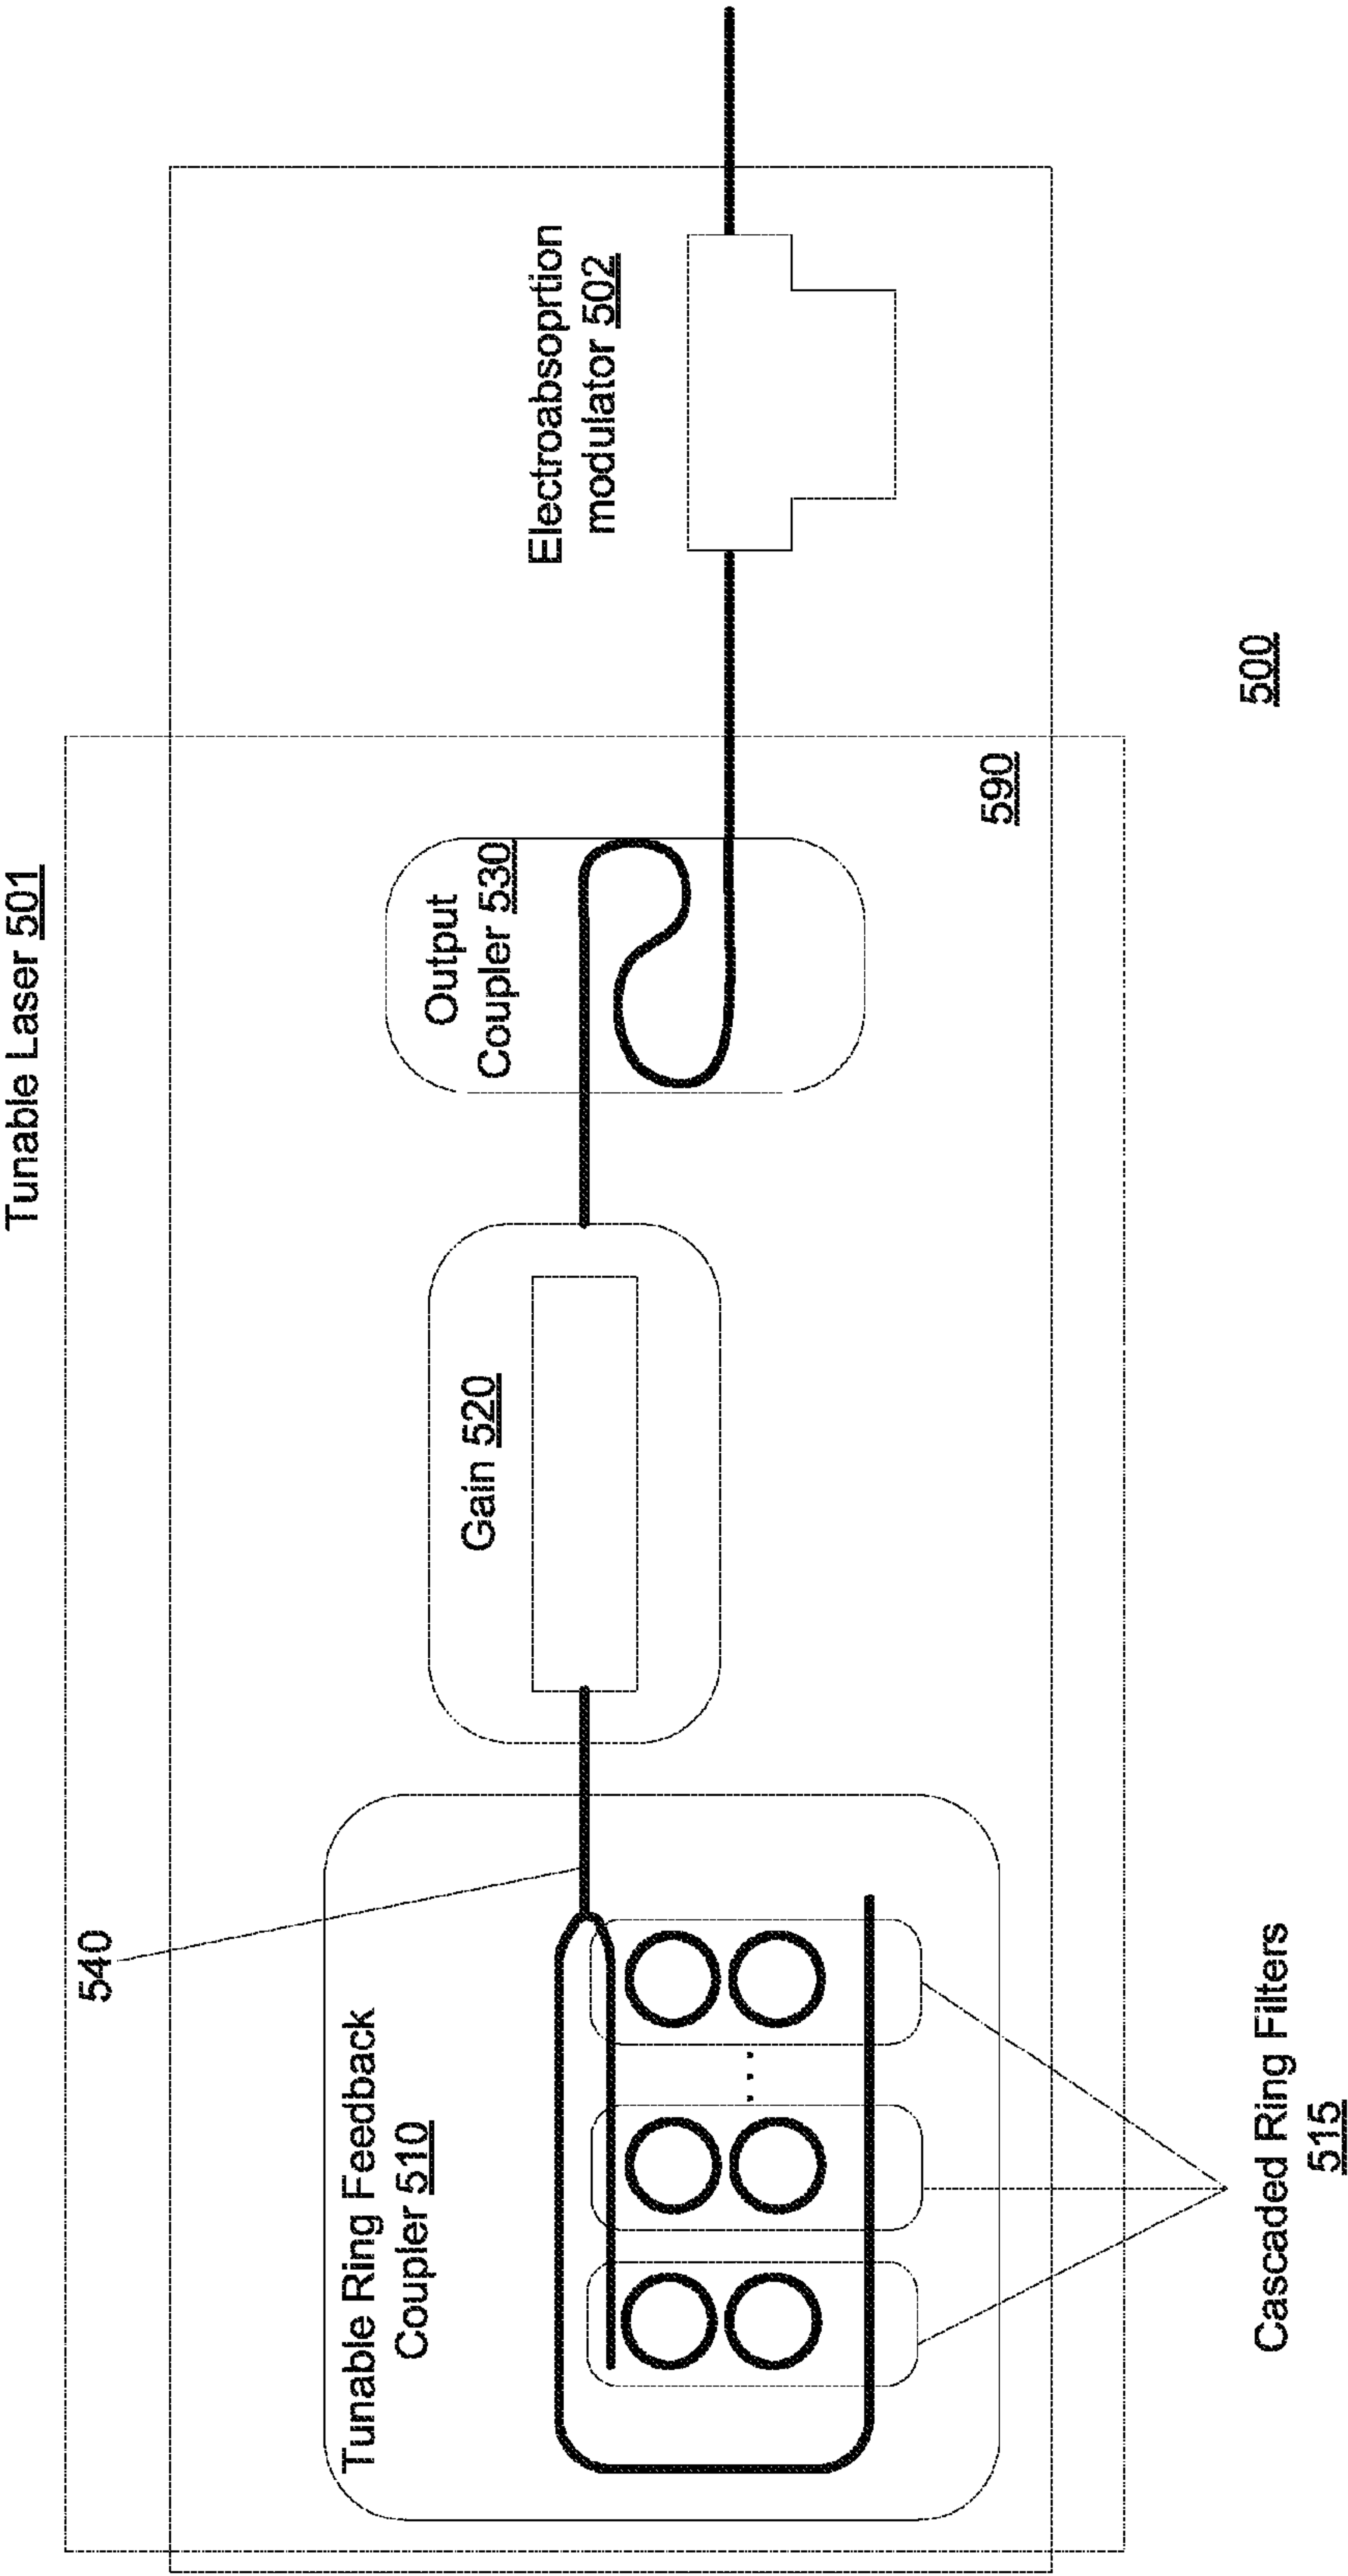 Tunable Laser 501
540
Tunable Ring Feedback
Coupler 510
Gain 520
Output
Coupler 530
Electroabsoprtion
modulator 502
...
590
Cascaded Ring Filters
515
500